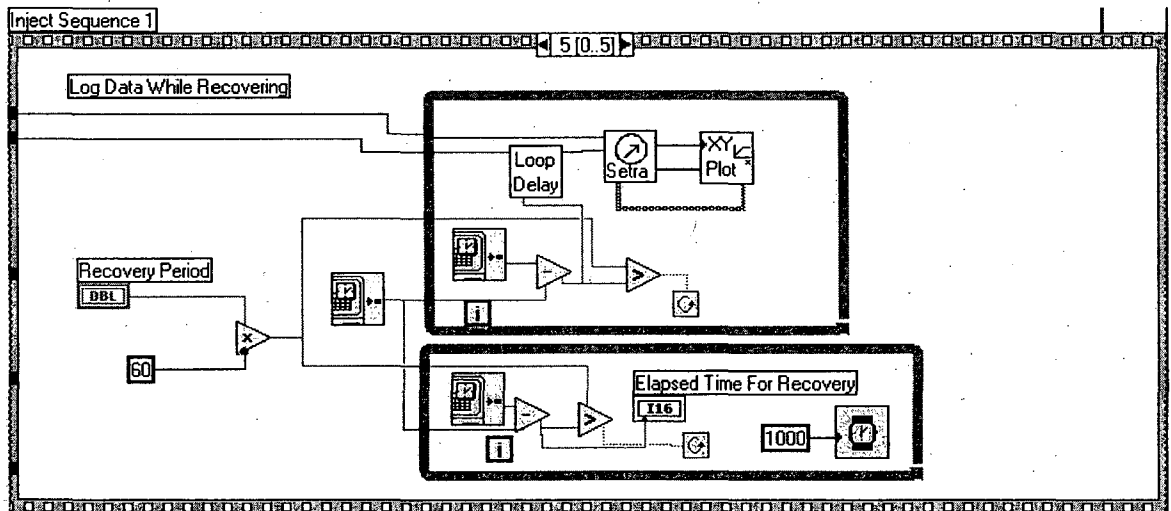 Inject Sequence 1
5 [0..5]
Log Data While Recovering
Loop
Delay
Setra
XY
Plot
Recovery Period
DBL
60
i
Elapsed Time For Recovery
I16
1000
i